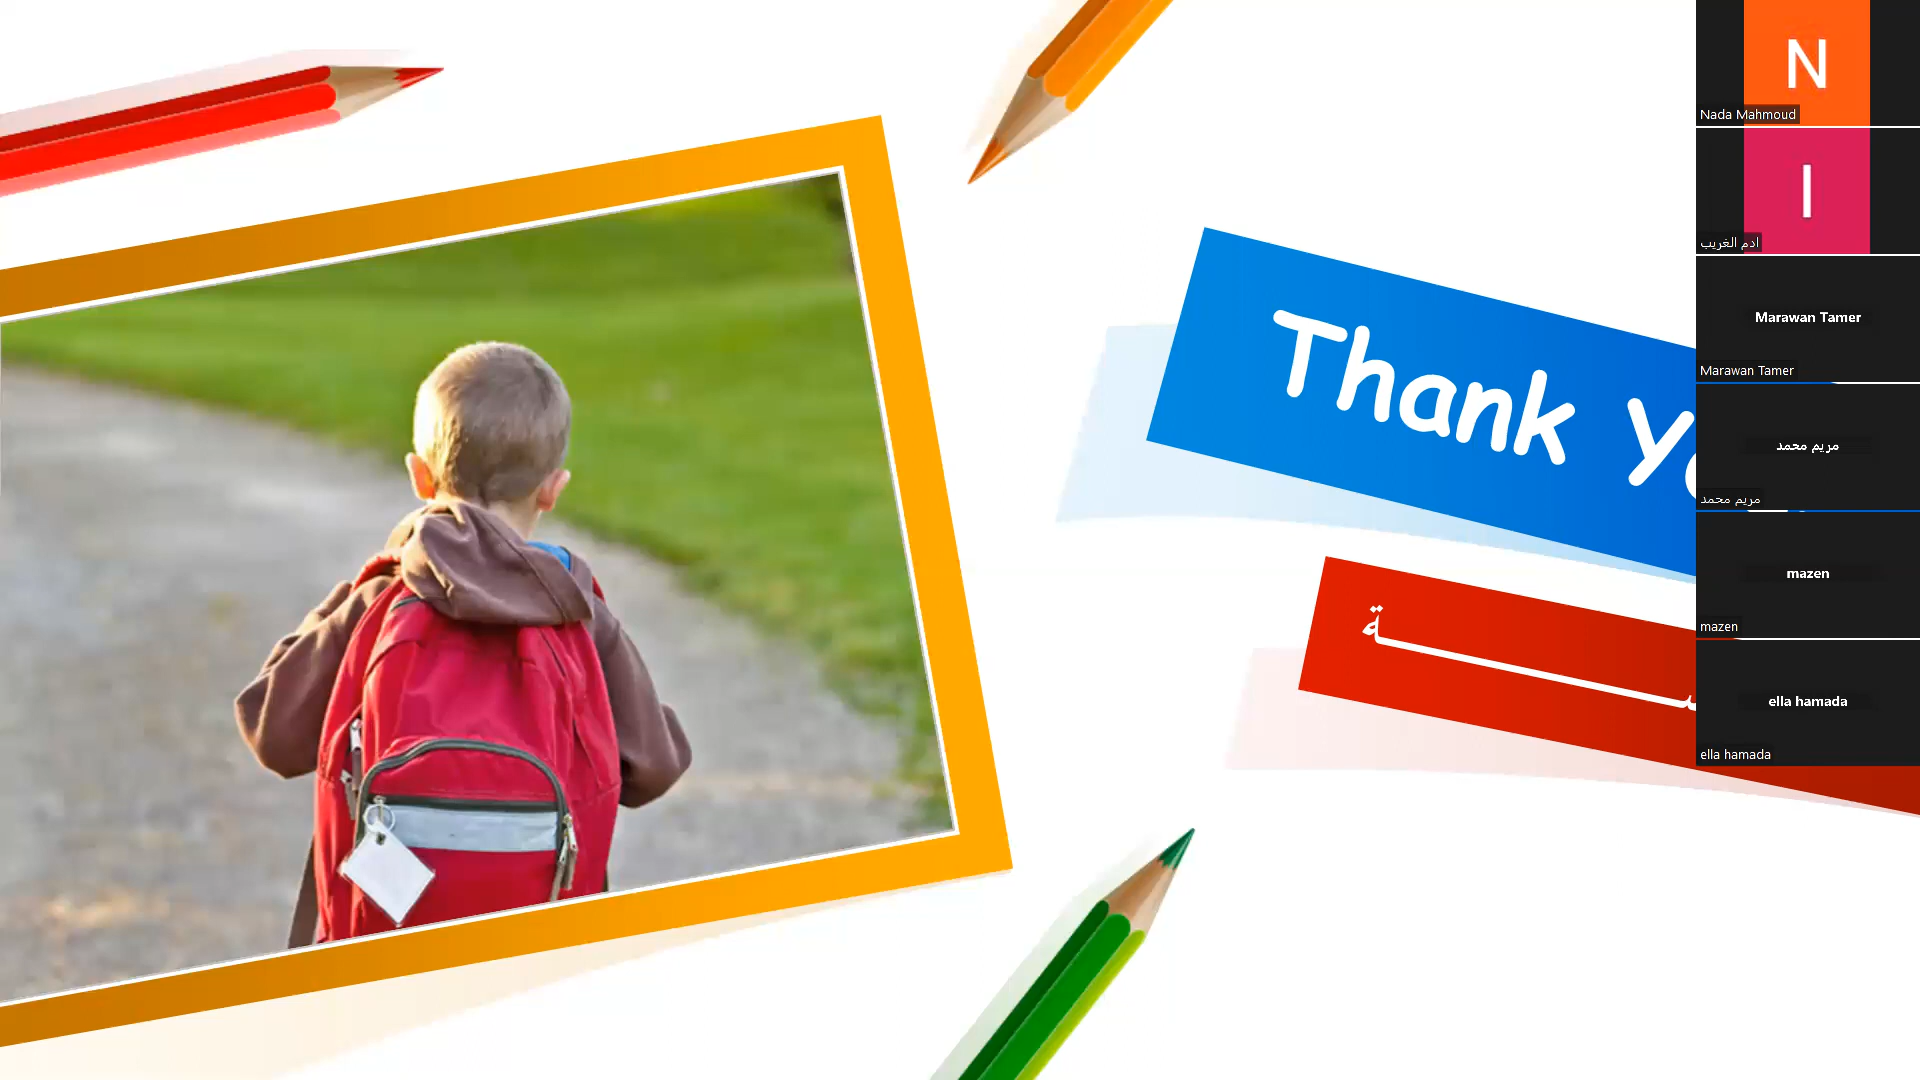 Thank Yo
N
Nada Mahmoud
I
ادم الغريب
Marawan Tamer
Marawan Tamer
مريم محمد
مريم محمد
mazen
mazen
ella hamada
ella hamada